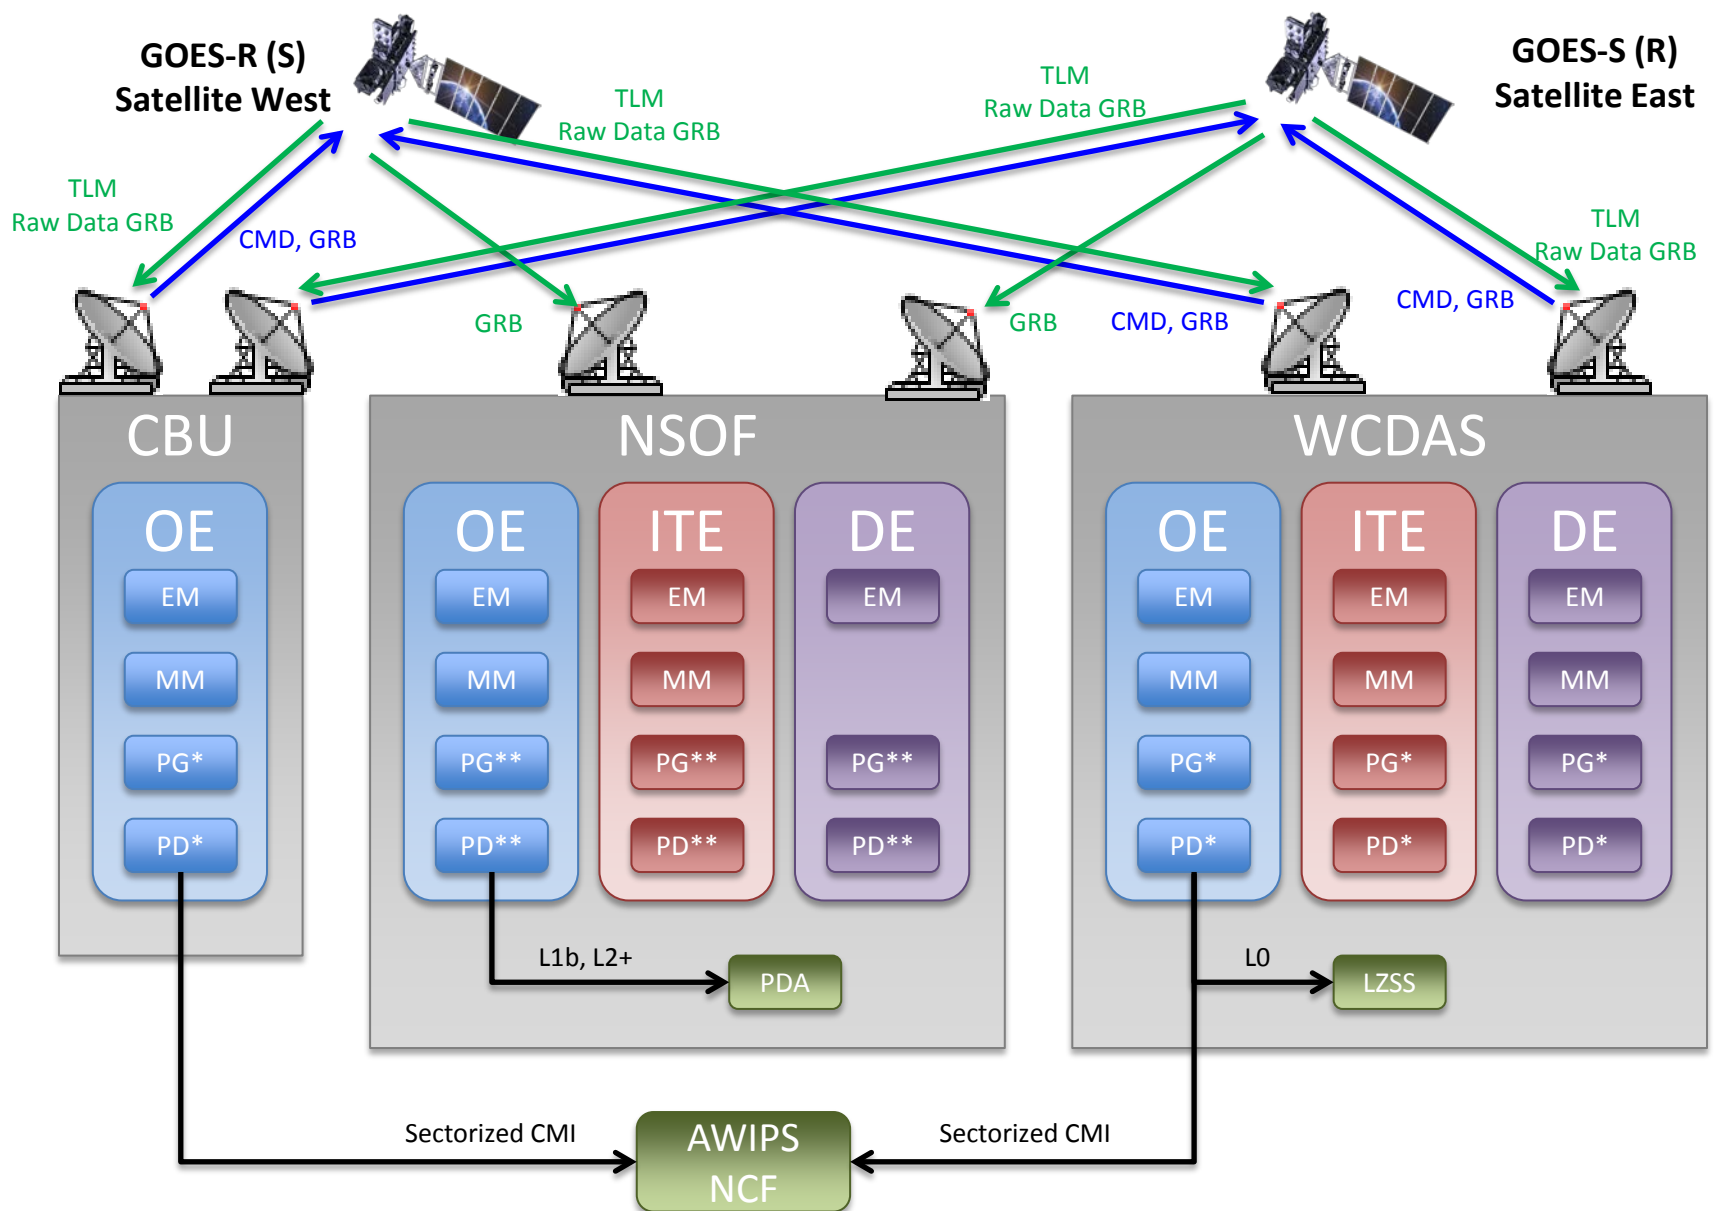 GOES-R (S)
Satellite West
GOES-S (R)
Satellite East
TLM
Raw Data GRB
TLM
Raw Data GRB
TLM
Raw Data GRB
TLM
Raw Data GRB
CMD, GRB
GRB
GRB
CMD, GRB
CMD, GRB
CBU
OE
EM
MM
PG*
PD*
NSOF
OE
EM
MM
PG**
PD**
ITE
EM
MM
PG**
PD**
DE
EM
PG**
PD**
L1b, L2+
PDA
WCDAS
OE
EM
MM
PG*
PD*
ITE
EM
MM
PG*
PD*
DE
EM
MM
PG*
PD*
L0
LZSS
Sectorized CMI
AWIPS
NCF
Sectorized CMI